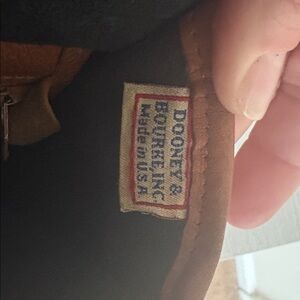 DOONEY &
BOURKE, INC.
Made in U.S.A.